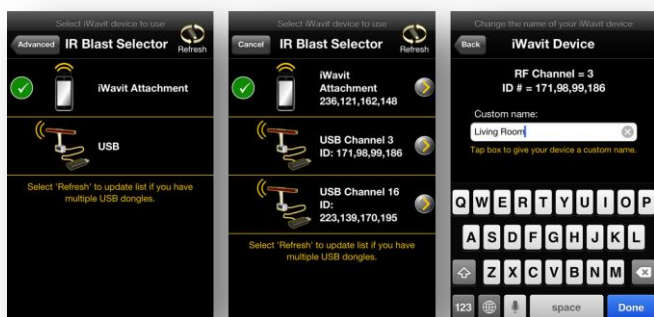 Select iWavit device to use
Advanced
IR Blast Selector
Refresh
iWavit Attachment
USB
Select 'Refresh' to update list if you have
multiple USB dongles.
Select iWavit device to use
Cancel
IR Blast Selector
Refresh
iWavit
Attachment
236,121,162,148
USB Channel 3
ID: 171,98,99,186
USB Channel 16
ID:
223,139,170,195
Select 'Refresh' to update list if you have
multiple USB dongles.
Change the name of your iWavit device
Back
iWavit Device
RF Channel = 3
ID # = 171,98,99,186
Custom name:
Living Room
Tap box to give your device a custom name.
Q W E R T Y U I O P
A S D F G H J K L
Z X C V B N M
123
space
Done